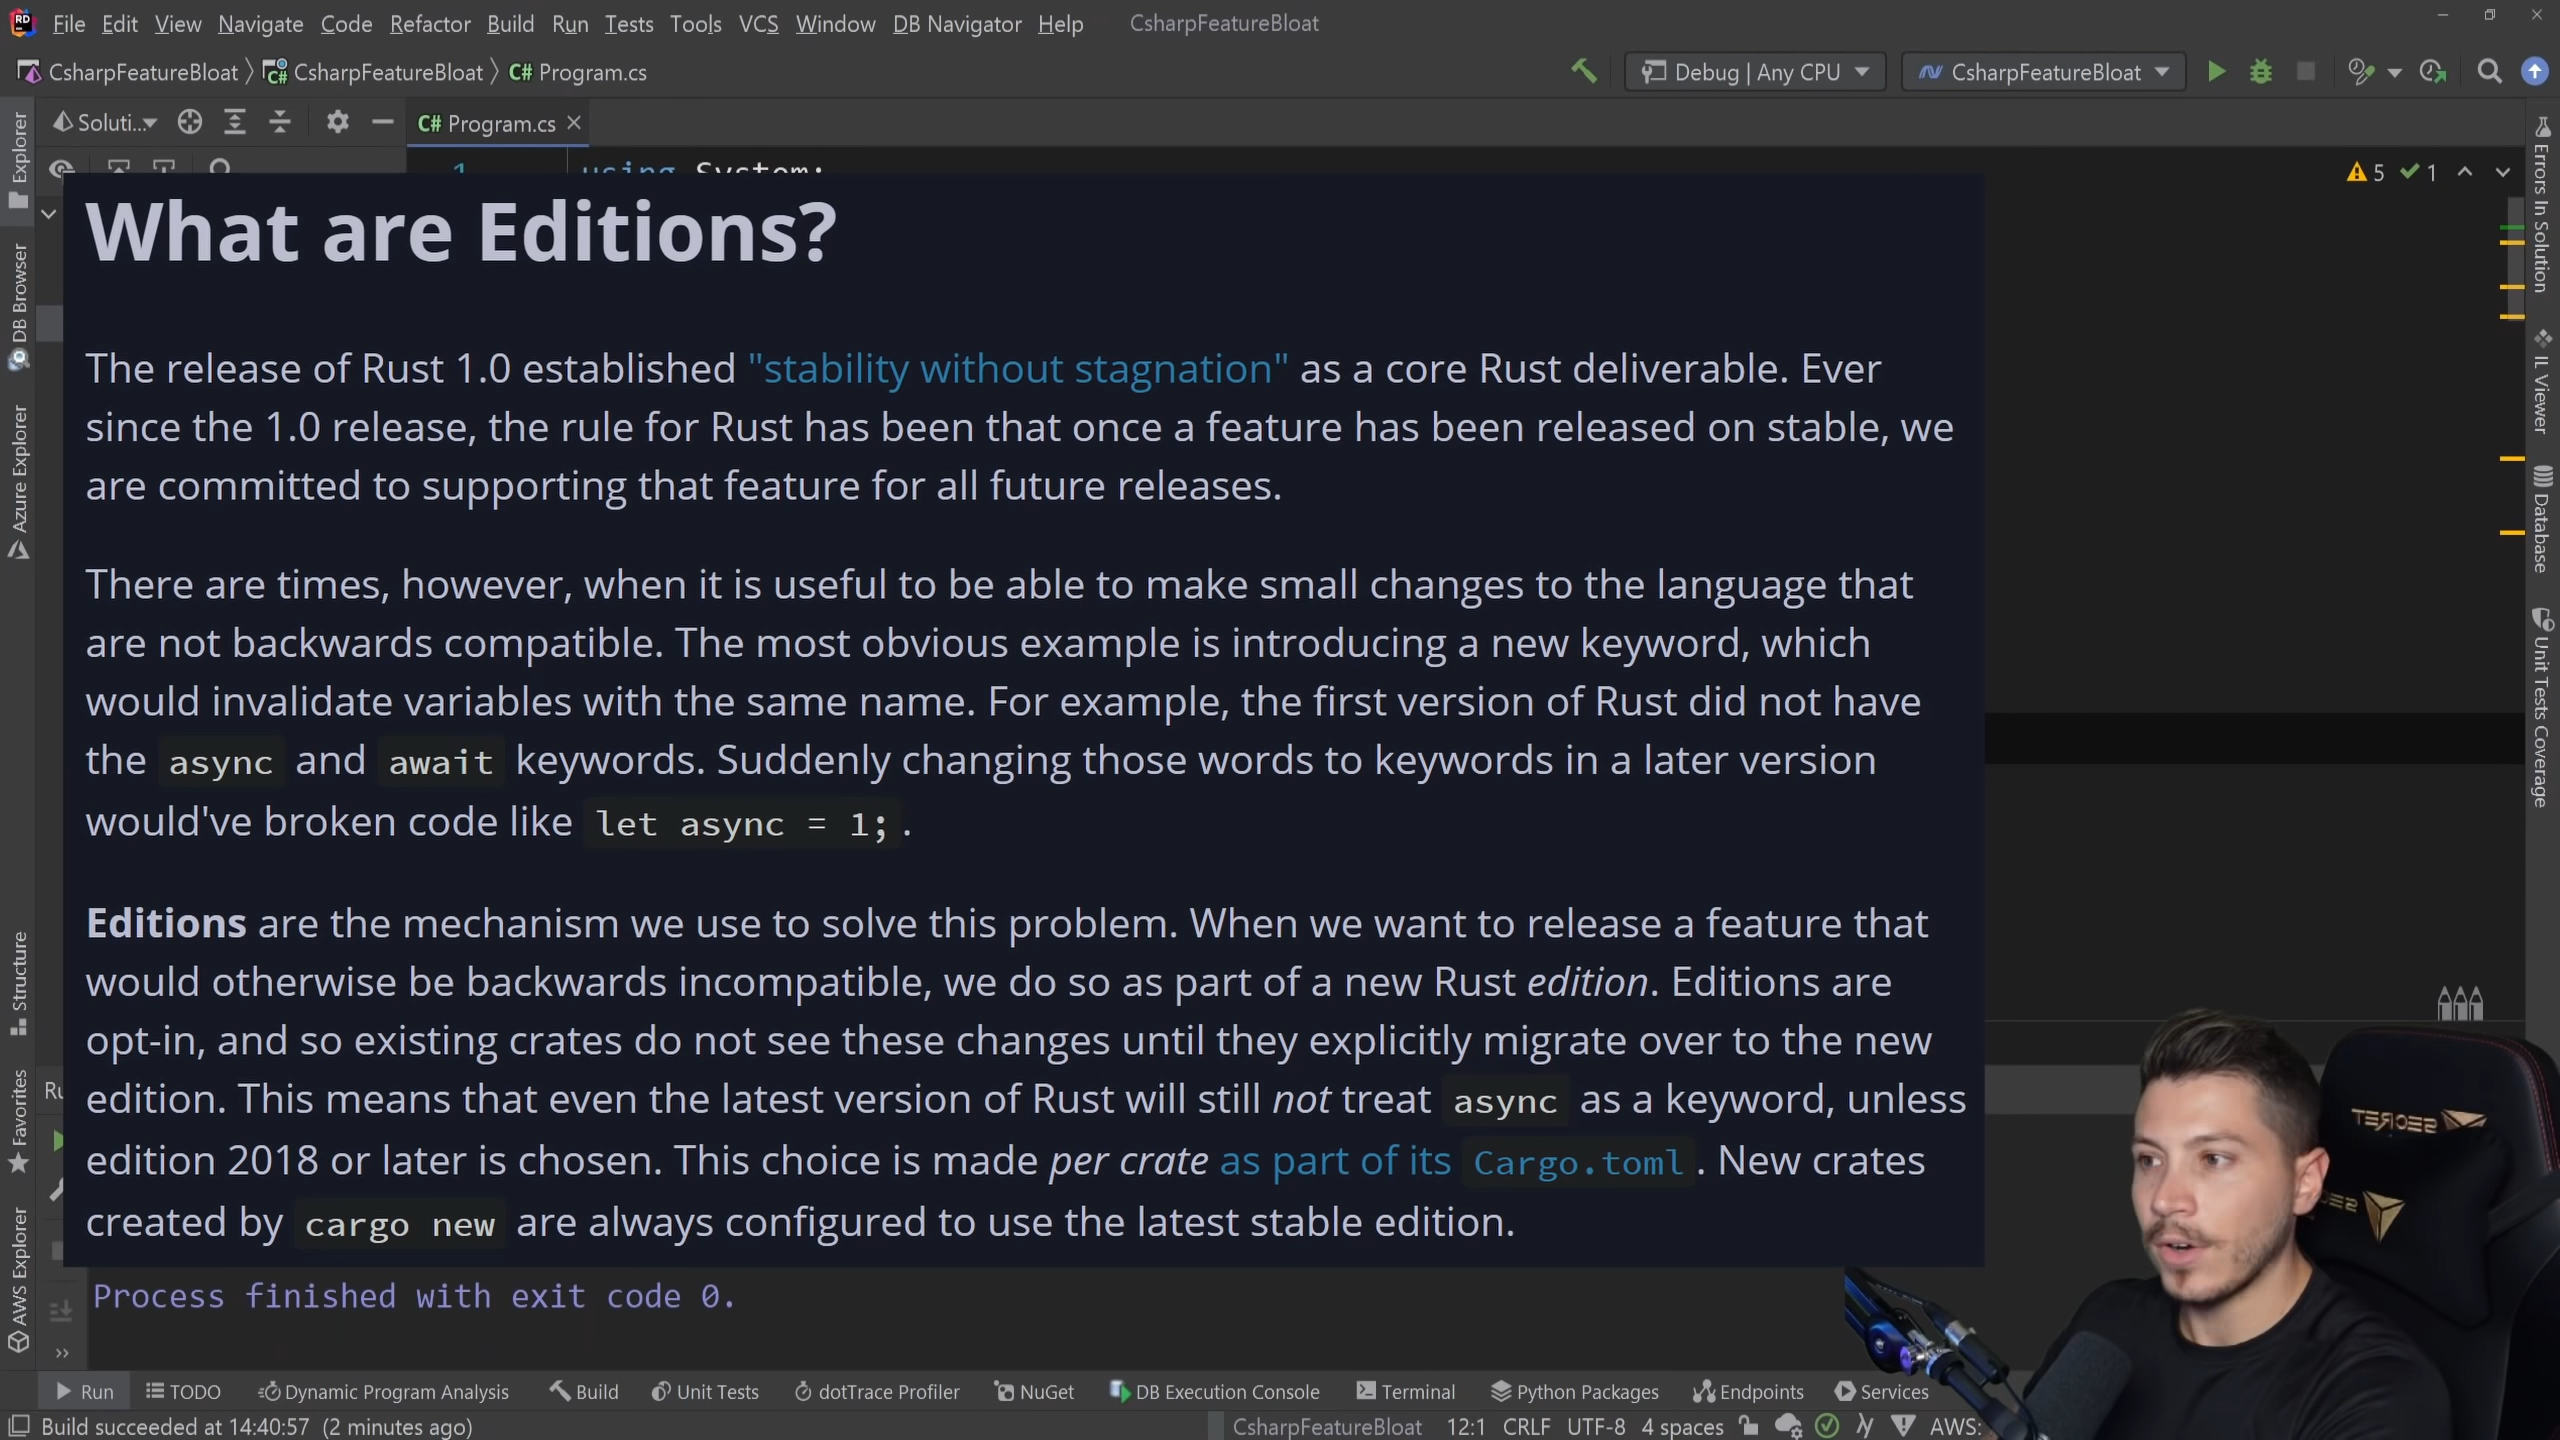 File Edit View Navigate Code Refactor Build Run Tests Tools VCS Window DB Navigator Help CsharpFeatureBloat
CsharpFeatureBloat CsharpFeatureBloat C# Program.cs Debug | Any CPU CsharpFeatureBloat
Soluti... C# Program.cs
1 using System;
5 1
What are Editions?
The release of Rust 1.0 established "stability without stagnation" as a core Rust deliverable. Ever
since the 1.0 release, the rule for Rust has been that once a feature has been released on stable, we
are committed to supporting that feature for all future releases.
There are times, however, when it is useful to be able to make small changes to the language that
are not backwards compatible. The most obvious example is introducing a new keyword, which
would invalidate variables with the same name. For example, the first version of Rust did not have
the async and await keywords. Suddenly changing those words to keywords in a later version
would've broken code like let async = 1; .
Editions are the mechanism we use to solve this problem. When we want to release a feature that
would otherwise be backwards incompatible, we do so as part of a new Rust edition. Editions are
opt-in, and so existing crates do not see these changes until they explicitly migrate over to the new
edition. This means that even the latest version of Rust will still not treat async as a keyword, unless
edition 2018 or later is chosen. This choice is made per crate as part of its Cargo.toml . New crates
created by cargo new are always configured to use the latest stable edition.
Process finished with exit code 0.
Explorer
DB Browser
Azure Explorer
Structure
Favorites
AWS Explorer
Errors In Solution
IL Viewer
Database
Unit Tests Coverage
SECRET
Run TODO Dynamic Program Analysis Build Unit Tests dotTrace Profiler NuGet DB Execution Console Terminal Python Packages Endpoints Services
Build succeeded at 14:40:57 (2 minutes ago) CsharpFeatureBloat 12:1 CRLF UTF-8 4 spaces AWS: